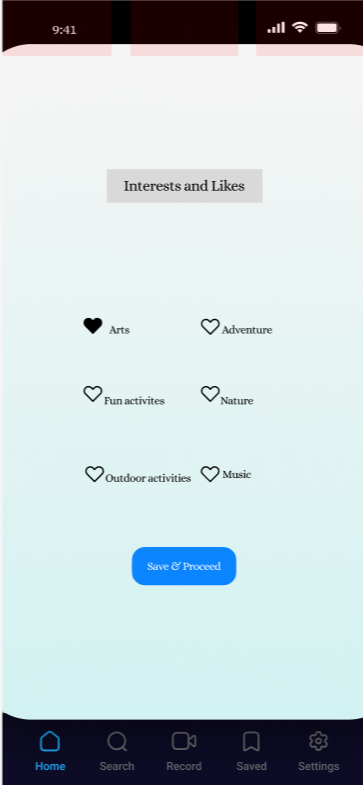 9:41
Interests and Likes
Arts
Adventure
Fun activites
Nature
Outdoor activities
Music
Save & Proceed
Home
Search
Record
Saved
Settings